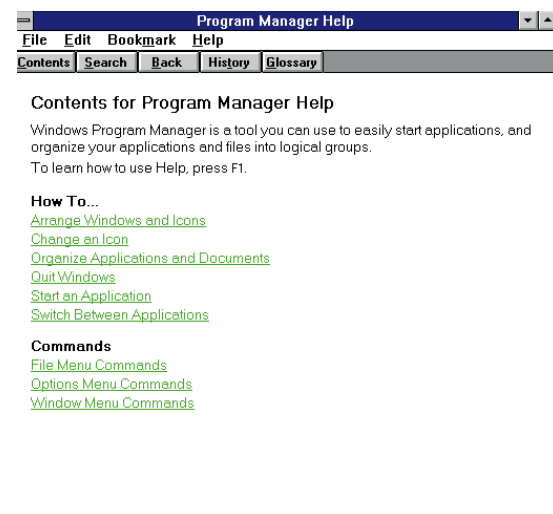 Program Manager Help
File Edit Bookmark Help
Contents Search Back History Glossary
Contents for Program Manager Help
Windows Program Manager is a tool you can use to easily start applications, and
organize your applications and files into logical groups.
To learn how to use Help, press F1.
How To...
Arrange Windows and Icons
Change an Icon
Organize Applications and Documents
Quit Windows
Start an Application
Switch Between Applications
Commands
File Menu Commands
Options Menu Commands
Window Menu Commands